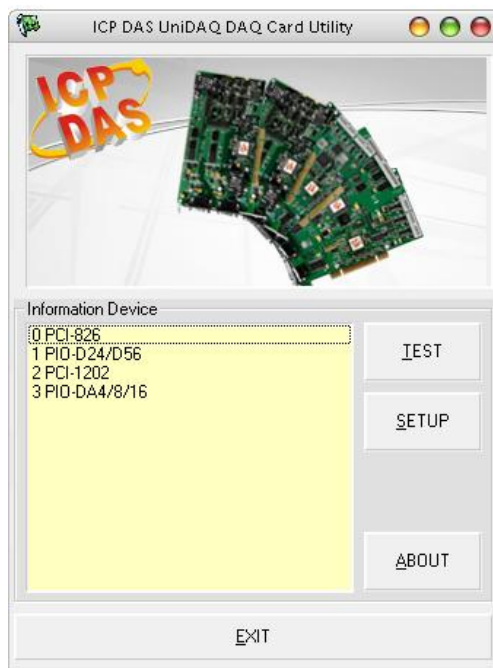 ICP DAS UniDAQ DAQ Card Utility
ICP
DAS
Information Device
0 PCI-826
1 PIO-D24/D56
2 PCI-1202
3 PIO-DA4/8/16
TEST
SETUP
ABOUT
EXIT